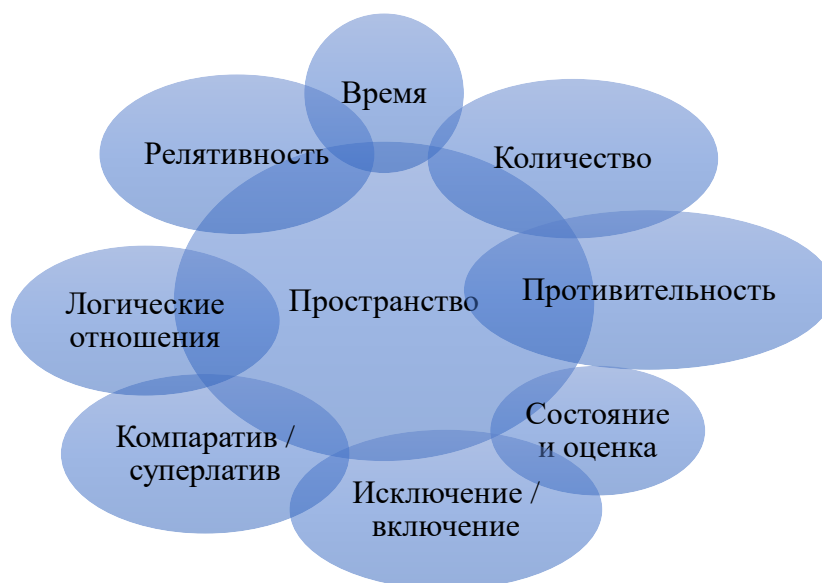 Время
Релятивность
Количество
Пространство
Противительность
Логические
отношения
Состояние
и оценка
Компаратив /
суперлатив
Исключение /
включение